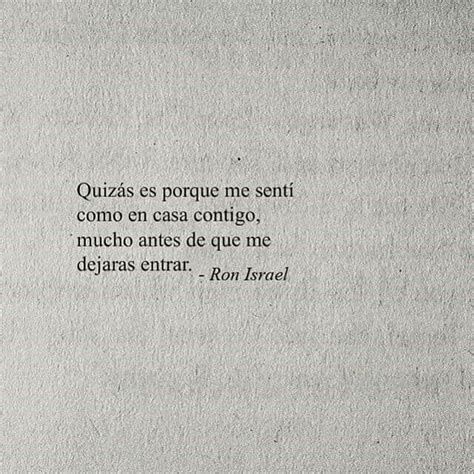 Quizás es porque me sentí
como en casa contigo,
mucho antes de que me
dejaras entrar. - Ron Israel